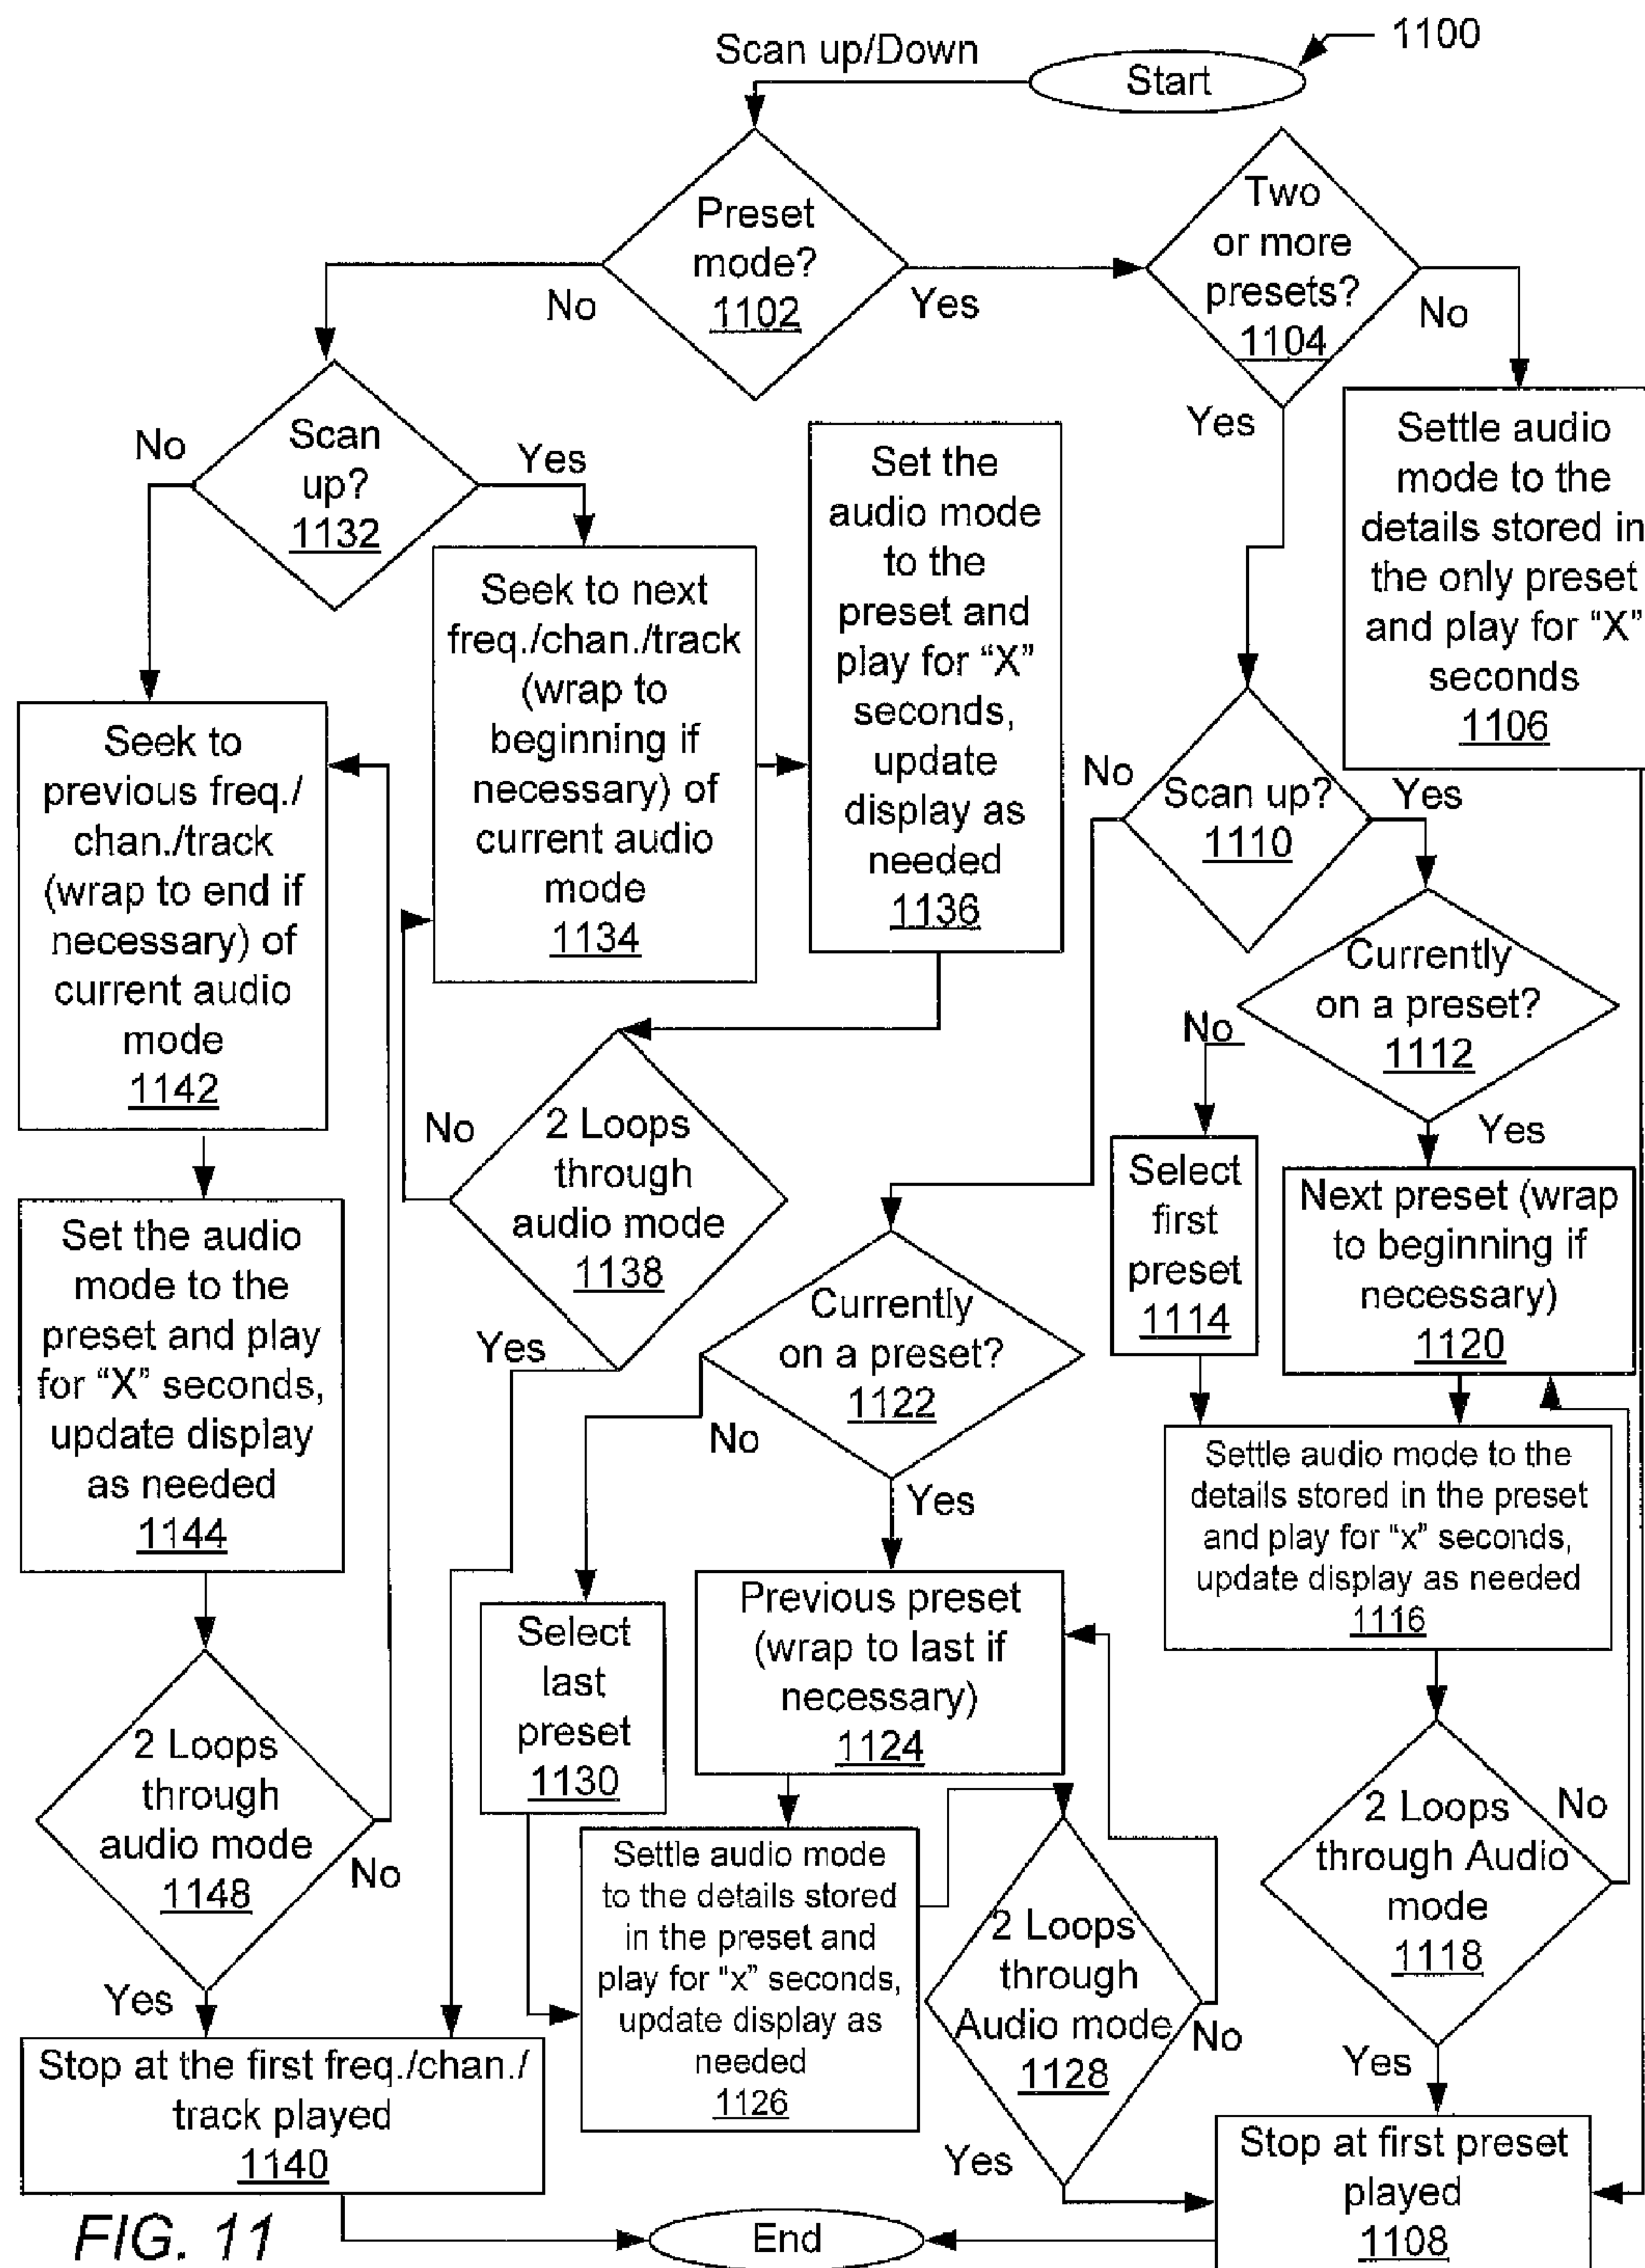 1100
Scan up/Down
Start
Preset
mode?
1102
No
Yes
Two
or more
presets?
1104
No
Yes
Settle audio
mode to the
details stored in
the only preset
and play for “X”
seconds
1106
Scan
up?
1132
No
Yes
Seek to next
freq./chan./track
(wrap to
beginning if
necessary) of
current audio
mode
1134
Set the
audio mode
to the
preset and
play for “X”
seconds,
update
display as
needed
1136
Seek to
previous freq./
chan./track
(wrap to end if
necessary) of
current audio
mode
1142
Scan up?
1110
No
Yes
Currently
on a preset?
1112
No
Yes
Select
first
preset
1114
Next preset (wrap
to beginning if
necessary)
1120
2 Loops
through
audio mode
1138
No
Yes
Set the audio
mode to the
preset and play
for “X” seconds,
update display
as needed
1144
Currently
on a preset?
1122
No
Yes
Settle audio mode to the
details stored in the preset
and play for “x” seconds,
update display as needed
1116
Select
last
preset
1130
Previous preset
(wrap to last if
necessary)
1124
2 Loops
through
audio mode
1148
No
Yes
Settle audio mode
to the details stored
in the preset and
play for “x” seconds,
update display as
needed
1126
2 Loops
through
Audio mode
1128
No
Yes
2 Loops
through Audio
mode
1118
No
Yes
Stop at the first freq./chan./
track played
1140
Stop at first preset
played
1108
End
FIG. 11